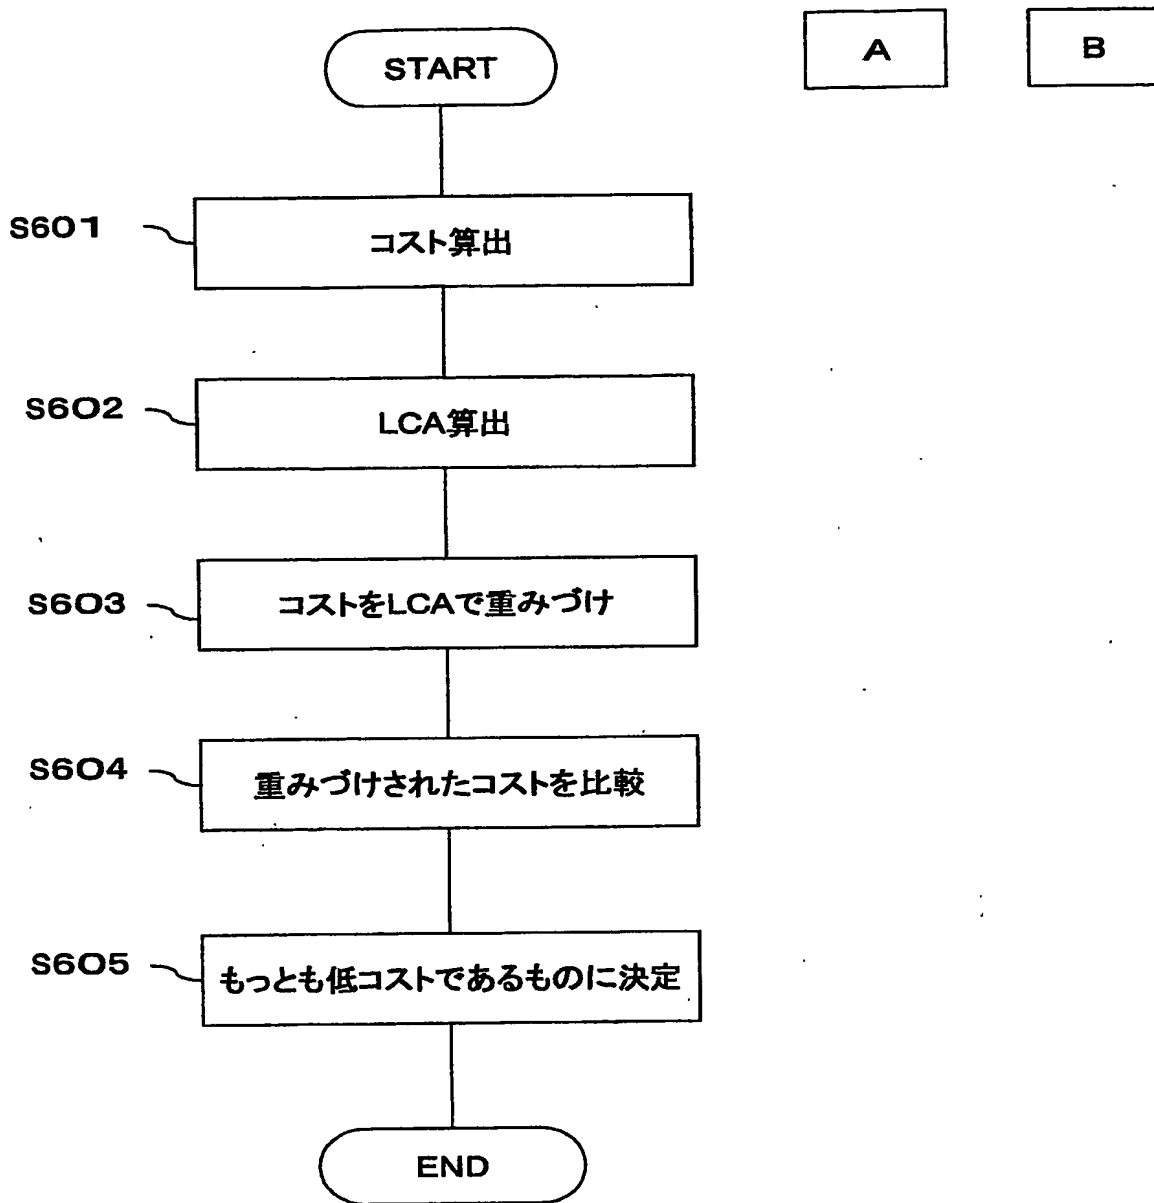 START
A
B
S601
コスト算出
S602
LCA算出
S603
コストをLCAで重みづけ
S604
重みづけされたコストを比較
S605
もっとも低コストであるものに決定
END